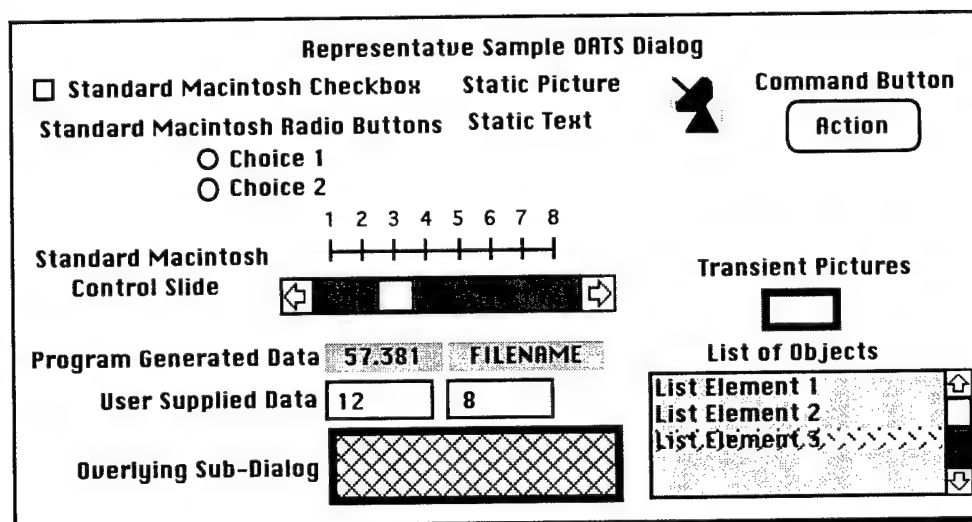 Representatve Sample OATS Dialog
Standard Macintosh Checkbox
Static Picture
Command Button
Standard Macintosh Radio Buttons
Static Text
Action
Choice 1
Choice 2
1 2 3 4 5 6 7 8
Standard Macintosh
Control Slide
Transient Pictures
Program Generated Data
57.381
FILENAME
List of Objects
User Supplied Data
12
8
List Element 1
List Element 2
List Element 3
Overlying Sub-Dialog